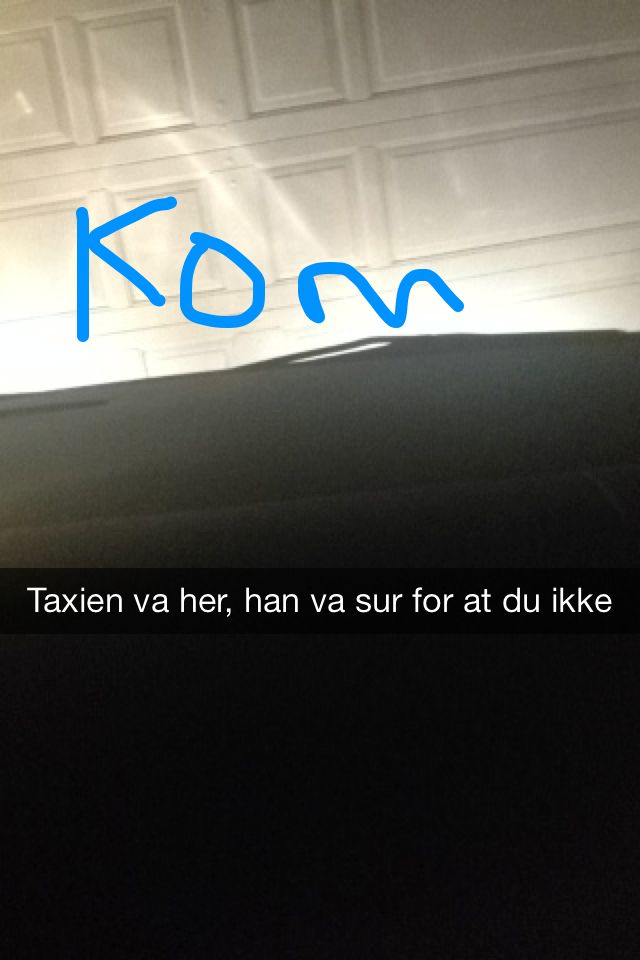 Kom
Taxien va her, han va sur for at du ikke